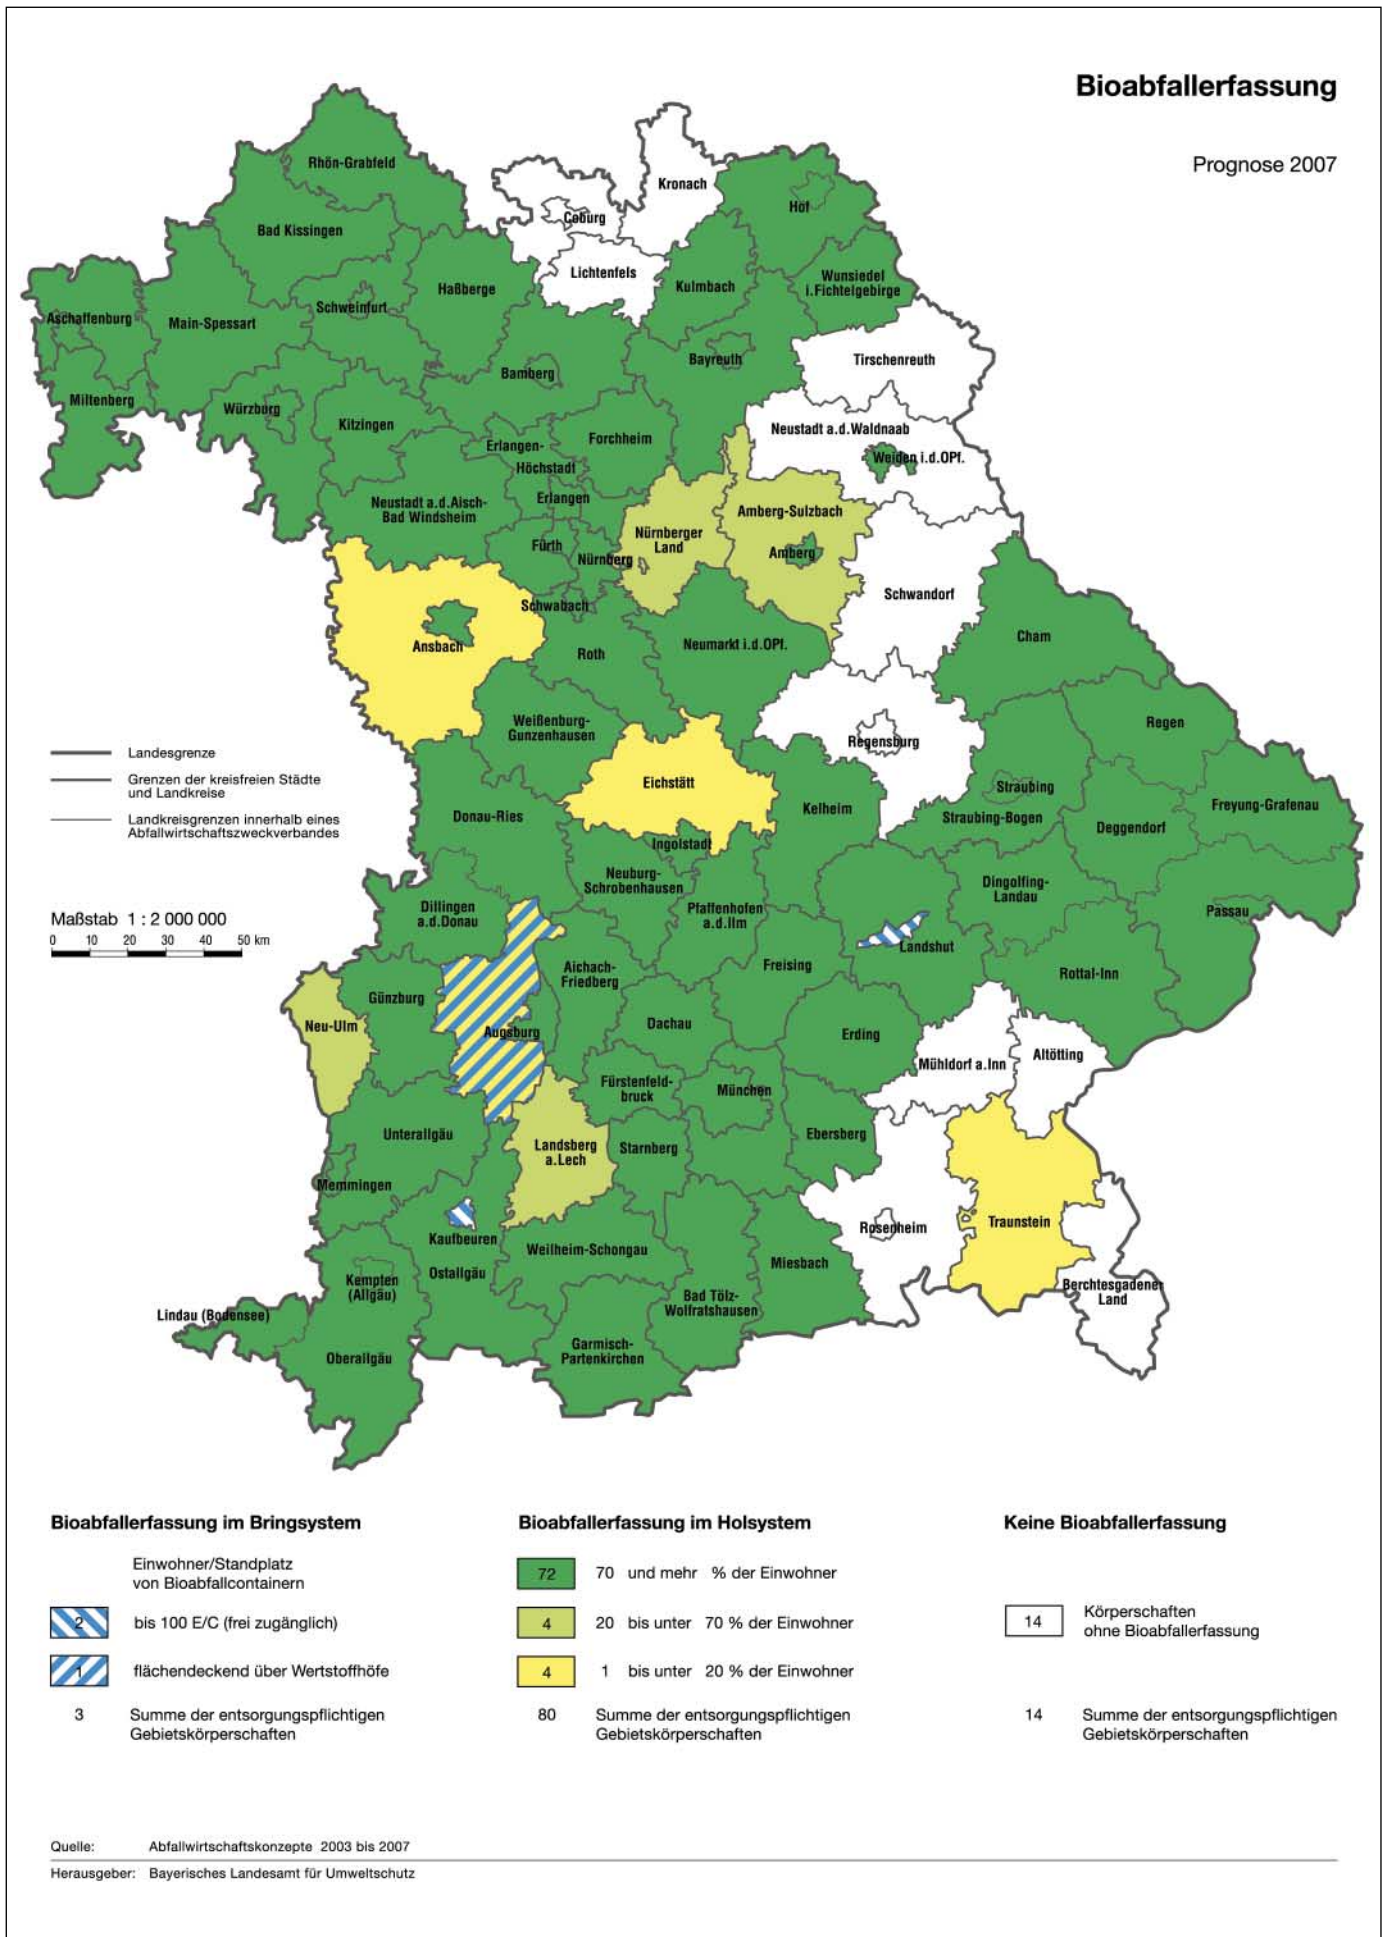 Bioabfallerfassung
Prognose 2007
Rhön-Grabfeld
Kronach
Hof
Coburg
Bad Kissingen
Lichtenfels
Wunsiedel
i.Fichtelgebirge
Kulmbach
Haßberge
Schweinfurt
Aschaffenburg
Main-Spessart
Bayreuth
Tirschenreuth
Bamberg
Miltenberg
Würzburg
Kitzingen
Forchheim
Neustadt a.d.Waldnaab
Erlangen-
Höchstadt
Weiden i.d.OPf.
Erlangen
Neustadt a.d.Aisch-
Bad Windsheim
Amberg-Sulzbach
Nürnberger
Land
Fürth
Nürnberg
Amberg
Schwandorf
Schwabach
Ansbach
Roth
Neumarkt i.d.OPf.
Cham
Weißenburg-
Gunzenhausen
Regen
Regensburg
Landesgrenze
Grenzen der kreisfreien Städte
und Landkreise
Landkreisgrenzen innerhalb eines
Abfallwirtschaftszweckverbandes
Eichstätt
Straubing
Freyung-Grafenau
Donau-Ries
Kelheim
Straubing-Bogen
Deggendorf
Ingolstadt
Neuburg-
Schrobenhausen
Dingolfing-
Landau
Dillingen
a.d.Donau
Pfaffenhofen
a.d.Ilm
Passau
Maßstab 1 : 2 000 000
0 10 20 30 40 50 km
Landshut
Aichach-
Friedberg
Freising
Rottal-Inn
Günzburg
Neu-Ulm
Augsburg
Dachau
Erding
Mühldorf a.Inn
Altötting
Fürstenfeld-
bruck
München
Unterallgäu
Landsberg
a.Lech
Starnberg
Ebersberg
Memmingen
Rosenheim
Traunstein
Kaufbeuren
Weilheim-Schongau
Miesbach
Ostallgäu
Kempten
(Allgäu)
Berchtesgadener
Land
Bad Tölz-
Wolfratshausen
Lindau (Bodensee)
Oberallgäu
Garmisch-
Partenkirchen
Bioabfallerfassung im Bringsystem
Einwohner/Standplatz
von Bioabfallcontainern
2 bis 100 E/C (frei zugänglich)
1 flächendeckend über Wertstoffhöfe
3 Summe der entsorgungspflichtigen
Gebietskörperschaften
Bioabfallerfassung im Holsystem
72 70 und mehr % der Einwohner
4 20 bis unter 70 % der Einwohner
4 1 bis unter 20 % der Einwohner
80 Summe der entsorgungspflichtigen
Gebietskörperschaften
Keine Bioabfallerfassung
14 Körperschaften
ohne Bioabfallerfassung
14 Summe der entsorgungspflichtigen
Gebietskörperschaften
Quelle: Abfallwirtschaftskonzepte 2003 bis 2007
Herausgeber: Bayerisches Landesamt für Umweltschutz